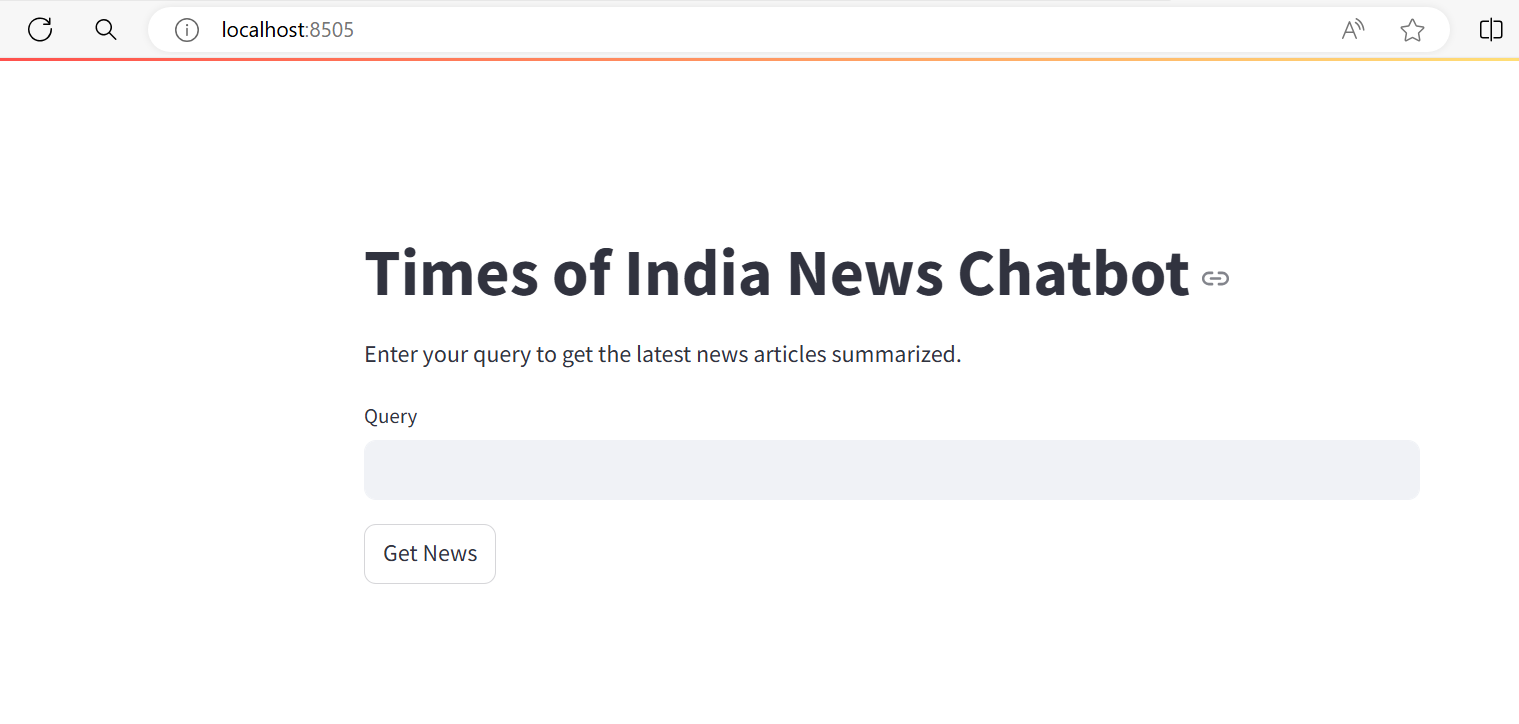 localhost:8505
Times of India News Chatbot
Enter your query to get the latest news articles summarized.
Query
Get News